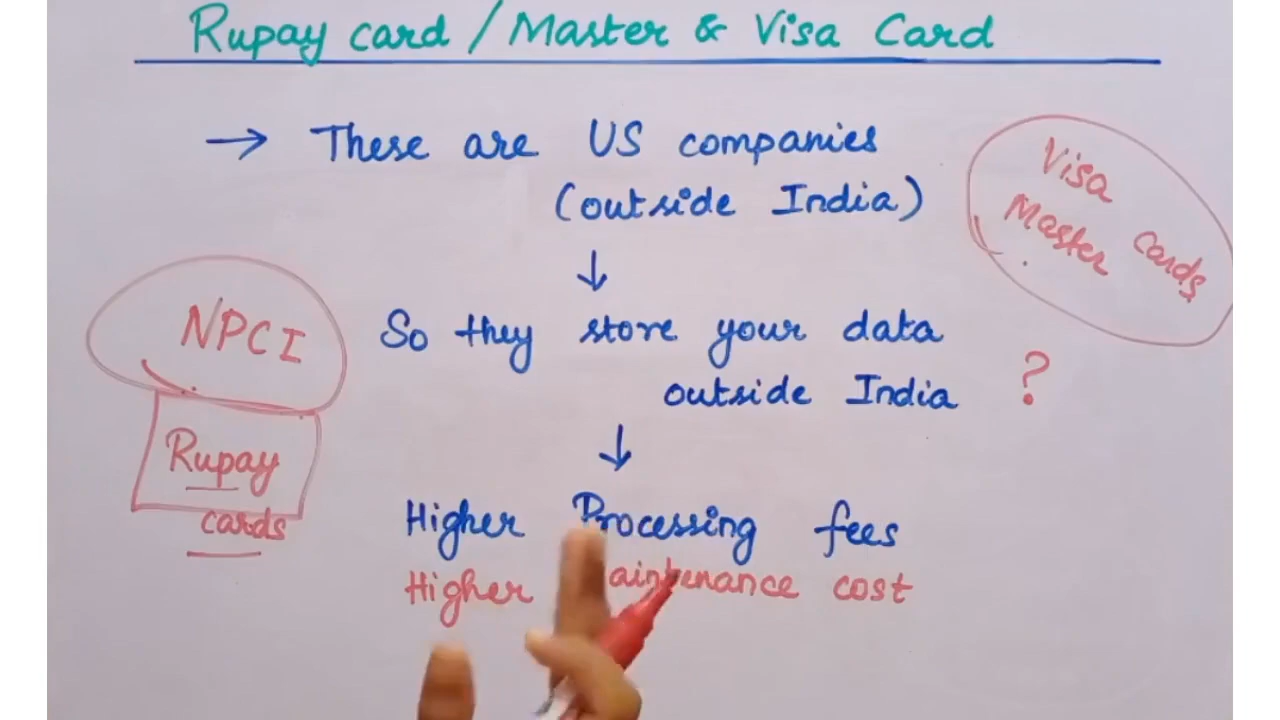 Rupay card / Master & Visa Card
→ These are US companies
(outside India)
↓
Visa
Master cards
NPCI
So they store your data
outside India ?
↓
Rupay
cards
Higher Processing fees
Higher aintenance cost